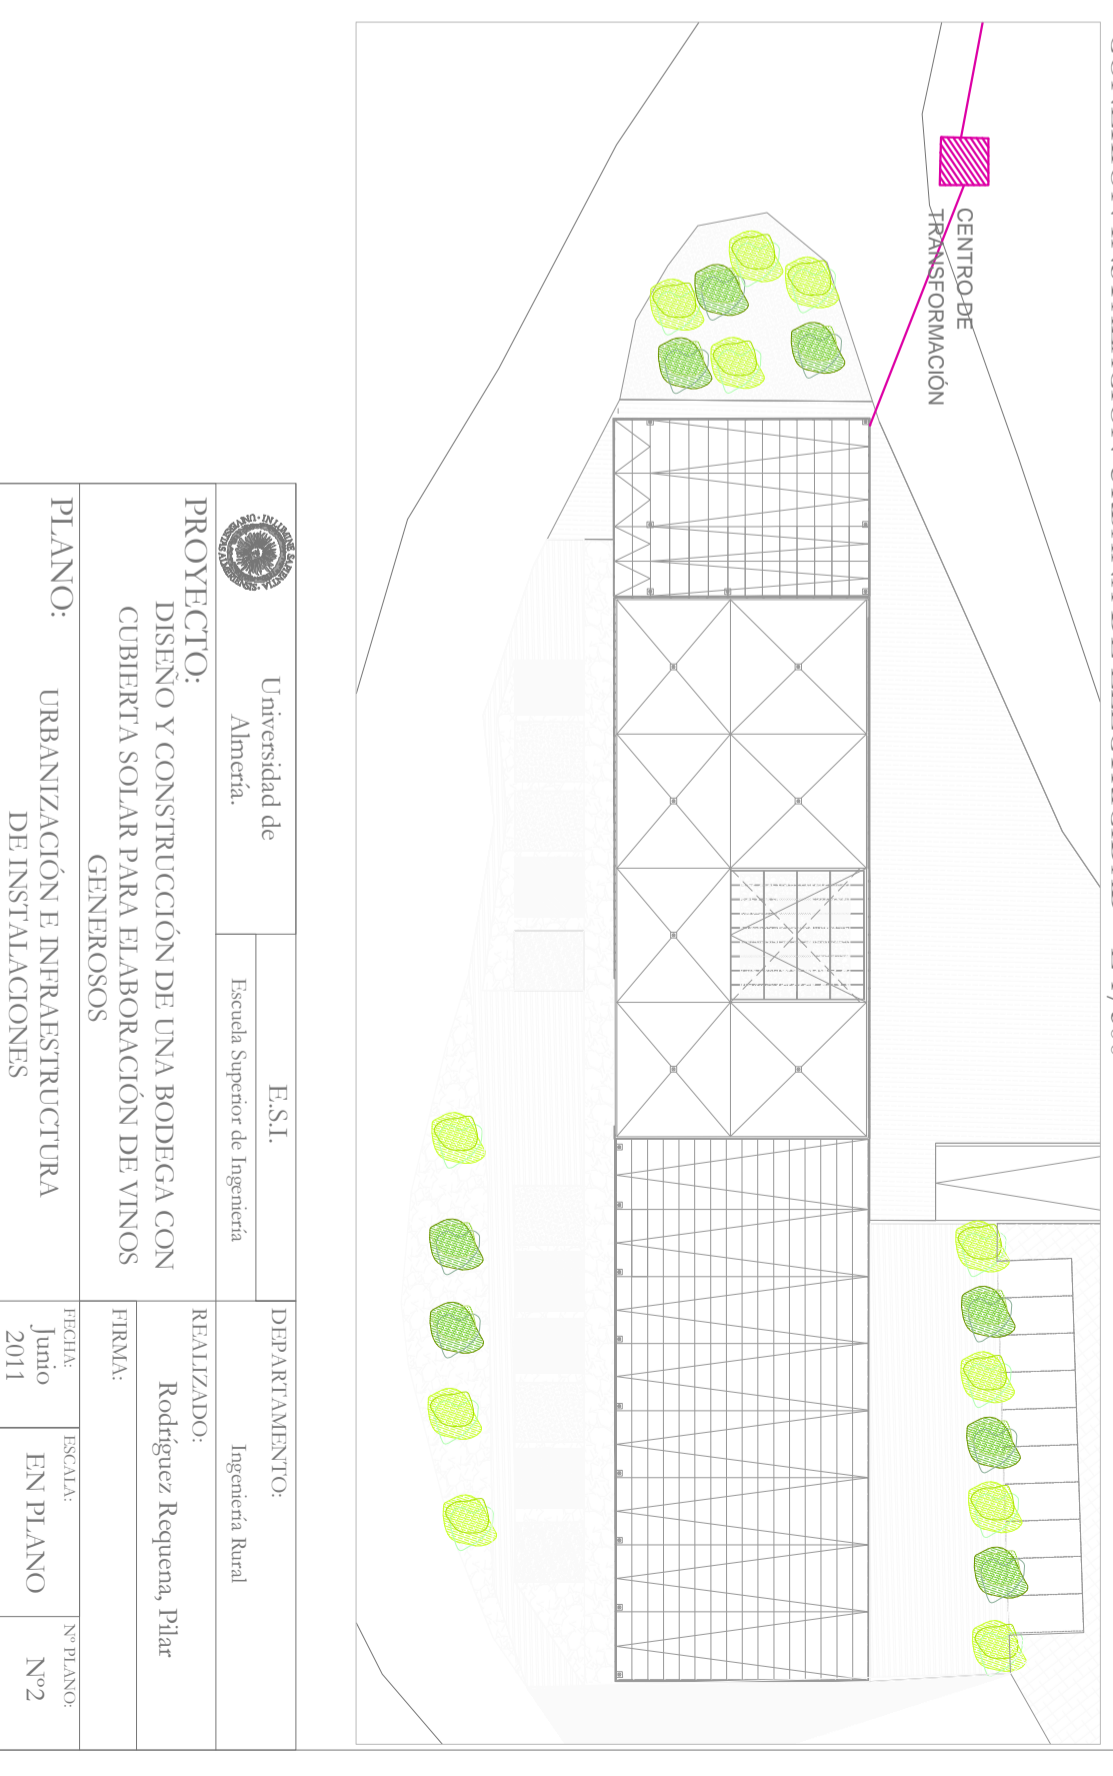 CENTRO DE
TRANSFORMACIÓN
Universidad de
Almería.
E.S.I.
Escuela Superior de Ingeniería
DEPARTAMENTO:
Ingeniería Rural
PROYECTO:
DISEÑO Y CONSTRUCCIÓN DE UNA BODEGA CON
CUBIERTA SOLAR PARA ELABORACIÓN DE VINOS
GENEROSOS
REALIZADO:
Rodríguez Requena, Pilar
FIRMA:
PLANO:
URBANIZACIÓN E INFRAESTRUCTURA
DE INSTALACIONES
FECHA:
Junio
2011
ESCALA:
EN PLANO
Nº PLANO:
Nº2